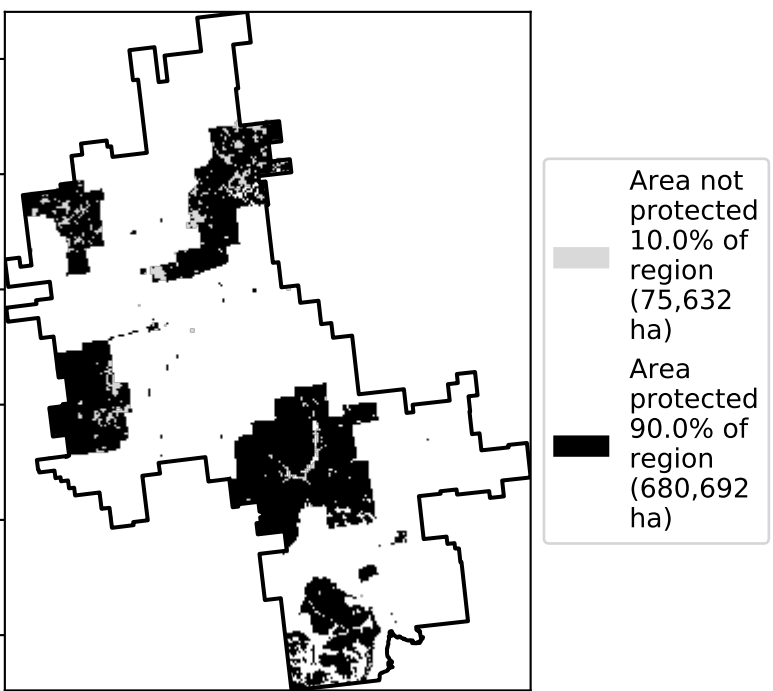 Area not
protected
10.0% of
region
(75,632
ha)
Area
protected
90.0% of
region
(680,692
ha)